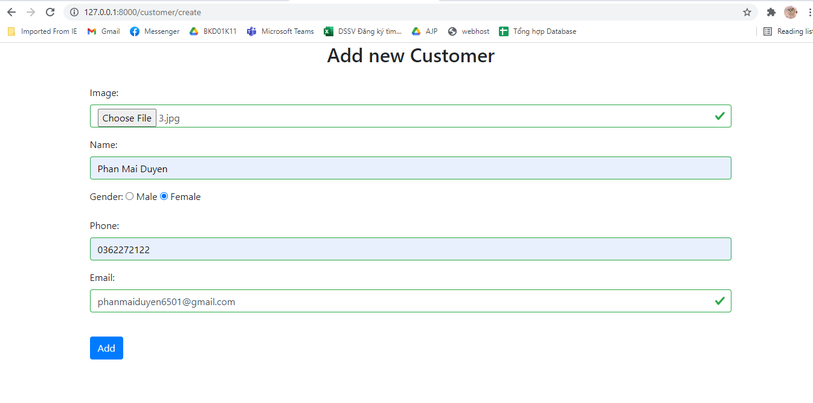 127.0.0.1:8000/customer/create
Imported From IE Gmail Messenger BKD01K11 Microsoft Teams DSSV Đăng ký tìm... AJP webhost Tổng hợp Database Reading list
Add new Customer
Image:
Choose File 3.jpg
Name:
Phan Mai Duyen
Gender: Male Female
Phone:
0362272122
Email:
phanmaiduyen6501@gmail.com
Add